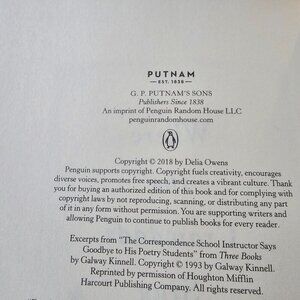 PUTNAM
— EST. 1838 —
G. P. PUTNAM'S SONS
Publishers Since 1838
An imprint of Penguin Random House LLC
penguinrandomhouse.com
Copyright © 2018 by Delia Owens
Penguin supports copyright. Copyright fuels creativity, encourages
diverse voices, promotes free speech, and creates a vibrant culture. Thank
you for buying an authorized edition of this book and for complying with
copyright laws by not reproducing, scanning, or distributing any part
of it in any form without permission. You are supporting writers and
allowing Penguin to continue to publish books for every reader.
Excerpts from "The Correspondence School Instructor Says
Goodbye to His Poetry Students" from Three Books
by Galway Kinnell. Copyright © 1993 by Galway Kinnell.
Reprinted by permission of Houghton Mifflin
Harcourt Publishing Company. All rights reserved.